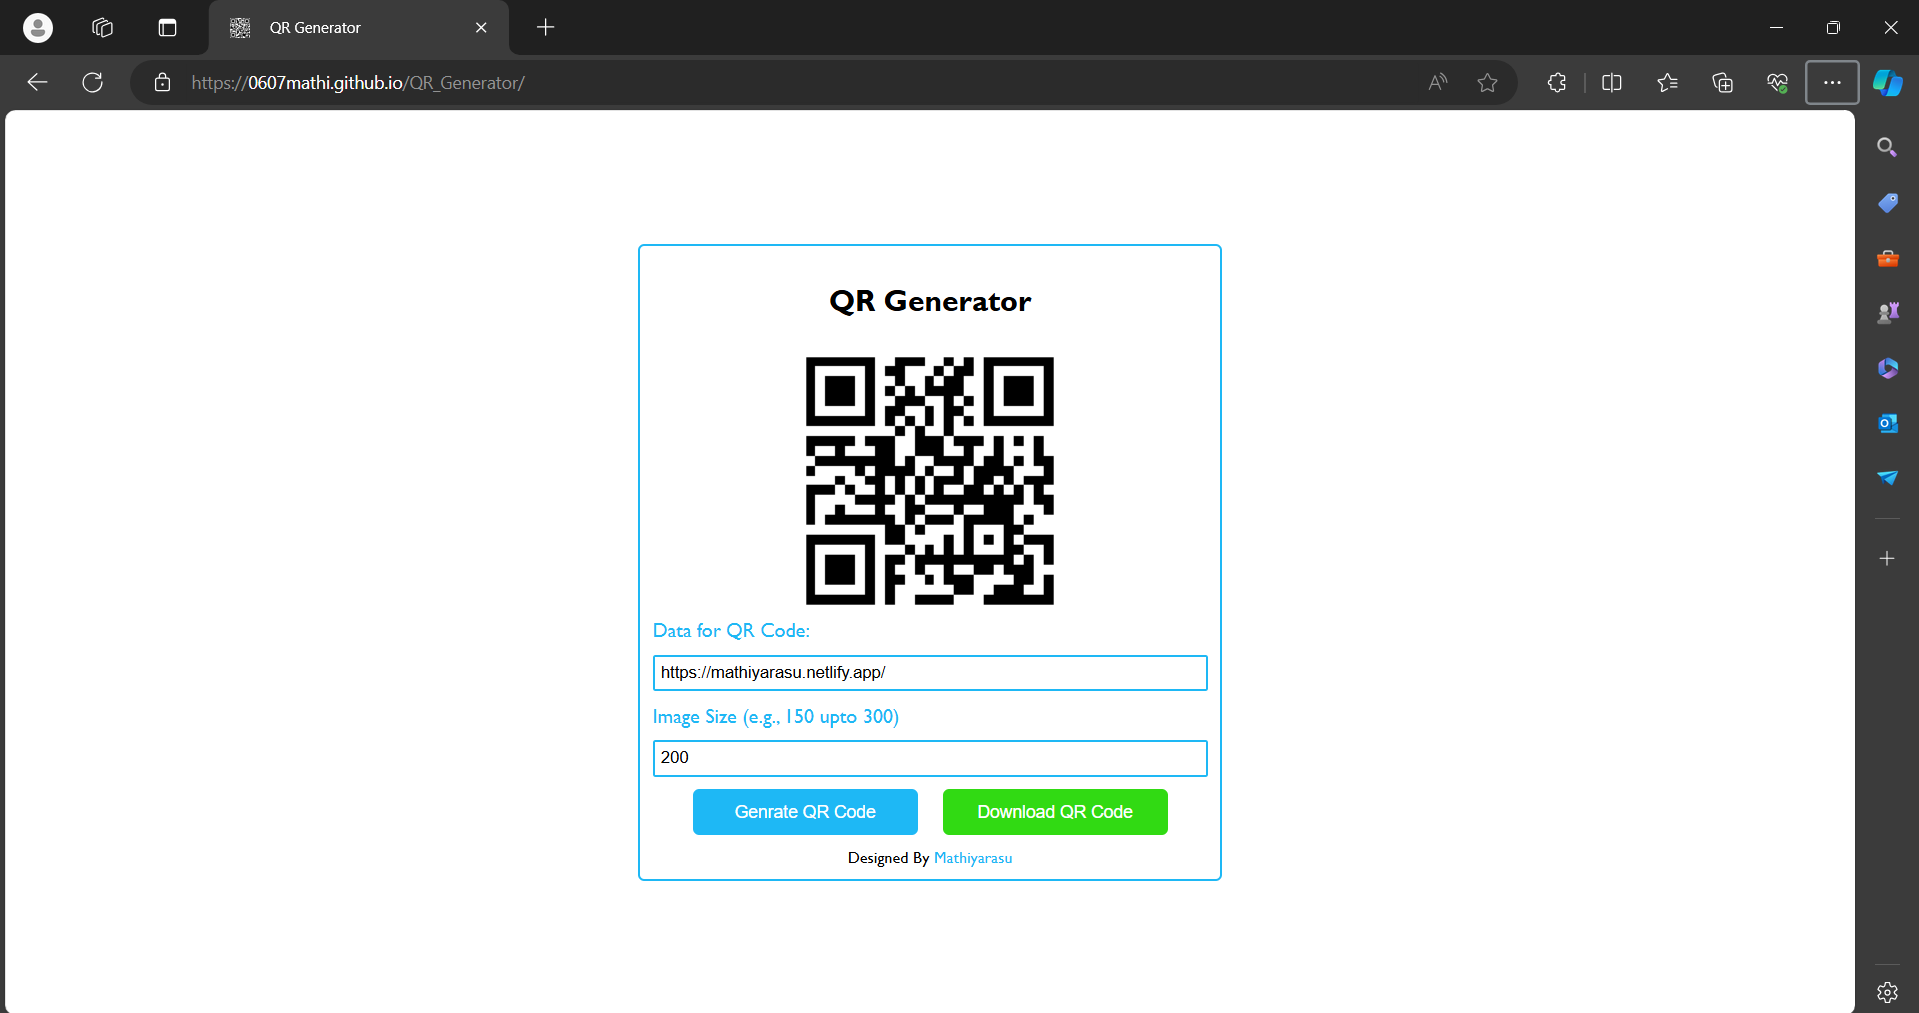 QR Generator
https://0607mathi.github.io/QR_Generator/
QR Generator
Data for QR Code:
https://mathiyarasu.netlify.app/
Image Size (e.g., 150 upto 300)
200
Genrate QR Code
Download QR Code
Designed By Mathiyarasu